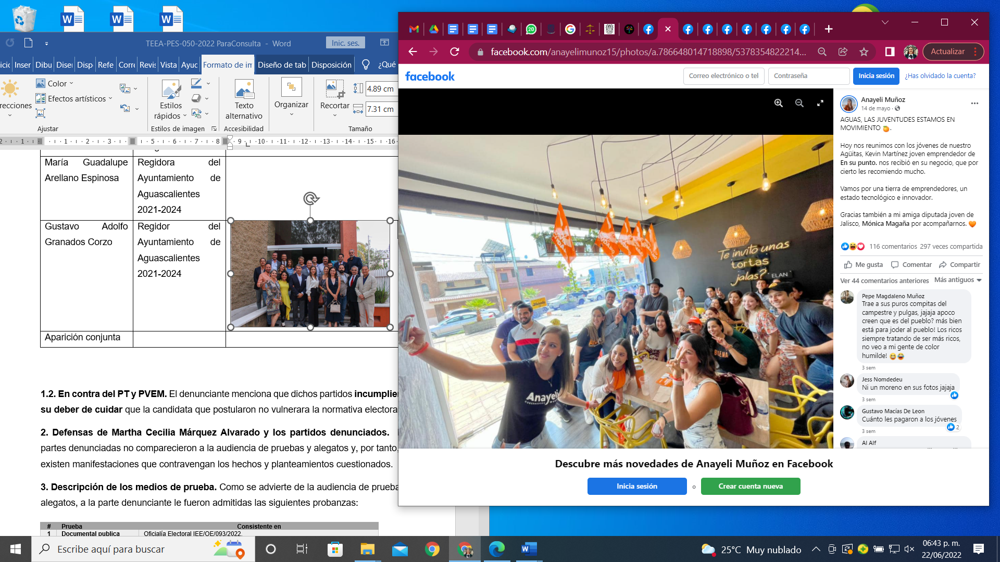 TEEA-PES-050-2022 ParaConsulta - Word
Inic. ses.
Inser
Dibu
Refe
Vista
Formato de im
Diseño de tab
Disposición
¿Qué
Color
Efectos artísticos
Estilos
rápidos
Texto
alternativo
Organizar
Recortar
4.89 cm
7.31 cm
Ajustar
Estilos de imagen
Accesibilidad
Tamaño
María Guadalupe
Arellano Espinosa
Regidora del
Ayuntamiento de
Aguascalientes
2021-2024
Gustavo Adolfo
Granados Corzo
Regidor del
Ayuntamiento de
Aguascalientes
2021-2024
Aparición conjunta
1.2. En contra del PT y PVEM. El denunciante menciona que dichos partidos incumplie
su deber de cuidar que la candidata que postularon no vulnerara la normativa electora
2. Defensas de Martha Cecilia Márquez Alvarado y los partidos denunciados.
partes denunciadas no comparecieron a la audiencia de pruebas y alegatos y, por tanto,
existen manifestaciones que contravengan los hechos y planteamientos cuestionados.
3. Descripción de los medios de prueba. Como se advierte de la audiencia de prueba
alegatos, a la parte denunciante le fueron admitidas las siguientes probanzas:
# Prueba Consistente en
1 Documental publica Oficialía Electoral IEE/OE/093/2022.
facebook.com/anayelimunoz15/photos/a.786648014718898/5378354822214...
Actualizar
facebook
Correo electrónico o tel
Contraseña
Inicia sesión
¿Has olvidado la cuenta?
Te invito unas
tortas
jalas?
ELAN
BUENA
Anayeli
Anayeli Muñoz
14 de mayo
AGUAS, LAS JUVENTUDES ESTAMOS EN
MOVIMIENTO 🍊.
Hoy nos reunimos con los jóvenes de nuestro
Agüitas, Kevin Martínez joven emprendedor de
En su punto. nos recibió en su negocio, que por
cierto les recomiendo mucho.
Vamos por una tierra de emprendedores, un
estado tecnológico e innovador.
Gracias también a mi amiga diputada joven de
Jalisco, Mónica Magaña por acompañarnos. 🧡
116 comentarios 297 veces compartida
Me gusta
Comentar
Compartir
Ver 44 comentarios anteriores
Más antiguos
Pepe Magdaleno Muñoz
Trae a sus puros compitas del
campestre y pulgas, jajaja apoco
creen que es del pueblo? más bien
está para joder al pueblo! Los ricos
siempre tratando de ser más ricos,
no veo a mi gente de color
humilde! 😆😂
3 sem
Jess Nomdedeu
Ni un moreno en sus fotos jajaja
3 sem
Gustavo Macías De Leon
Cuánto les pagaron a los jóvenes
2
3 sem
Al Alf
Descubre más novedades de Anayeli Muñoz en Facebook
Inicia sesión
o
Crear cuenta nueva
Escribe aquí para buscar
25°C Muy nublado
06:43 p. m.
22/06/2022